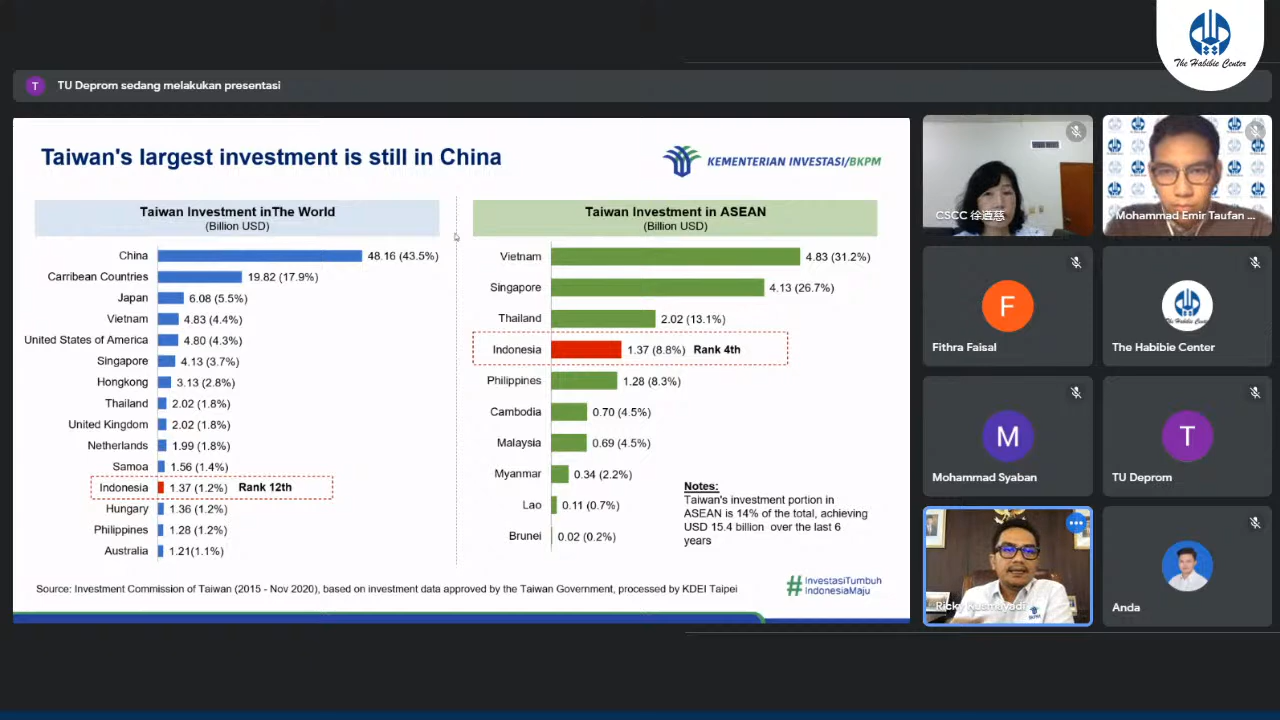 The Habibie Center
T
TU Deprom sedang melakukan presentasi
Taiwan's largest investment is still in China
KEMENTERIAN INVESTASI/BKPM
Taiwan Investment inThe World
(Billion USD)
China 48.16 (43.5%)
Carribean Countries 19.82 (17.9%)
Japan 6.08 (5.5%)
Vietnam 4.83 (4.4%)
United States of America 4.80 (4.3%)
Singapore 4.13 (3.7%)
Hongkong 3.13 (2.8%)
Thailand 2.02 (1.8%)
United Kingdom 2.02 (1.8%)
Netherlands 1.99 (1.8%)
Samoa 1.56 (1.4%)
Indonesia 1.37 (1.2%) Rank 12th
Hungary 1.36 (1.2%)
Philippines 1.28 (1.2%)
Australia 1.21(1.1%)
Taiwan Investment in ASEAN
(Billion USD)
Vietnam 4.83 (31.2%)
Singapore 4.13 (26.7%)
Thailand 2.02 (13.1%)
Indonesia 1.37 (8.8%) Rank 4th
Philippines 1.28 (8.3%)
Cambodia 0.70 (4.5%)
Malaysia 0.69 (4.5%)
Myanmar 0.34 (2.2%)
Lao 0.11 (0.7%)
Brunei 0.02 (0.2%)
Notes:
Taiwan's investment portion in
ASEAN is 14% of the total, achieving
USD 15.4 billion over the last 6
years
Source: Investment Commission of Taiwan (2015 - Nov 2020), based on investment data approved by the Taiwan Government, processed by KDEI Taipei
#InvestasiTumbuh
IndonesiaMaju
CSCC 徐遵慈
Mohammad Emir Taufan ...
F
Fithra Faisal
The Habibie Center
M
Mohammad Syaban
T
TU Deprom
Ricky Kusmayadi
Anda